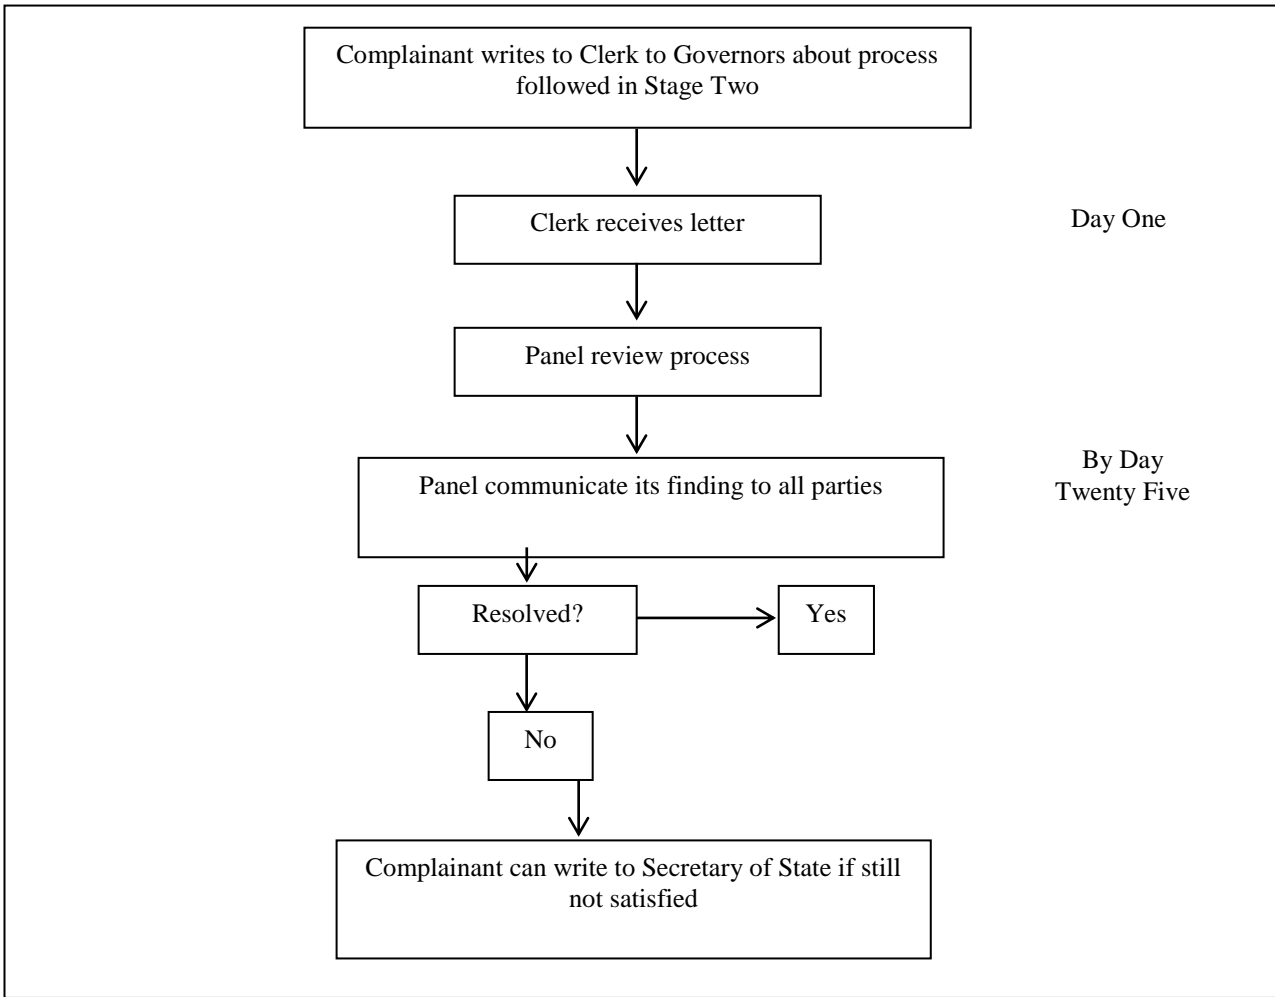 Complainant writes to Clerk to Governors about process
followed in Stage Two
Clerk receives letter
Day One
Panel review process
Panel communicate its finding to all parties
By Day
Twenty Five
Resolved?
Yes
No
Complainant can write to Secretary of State if still
not satisfied